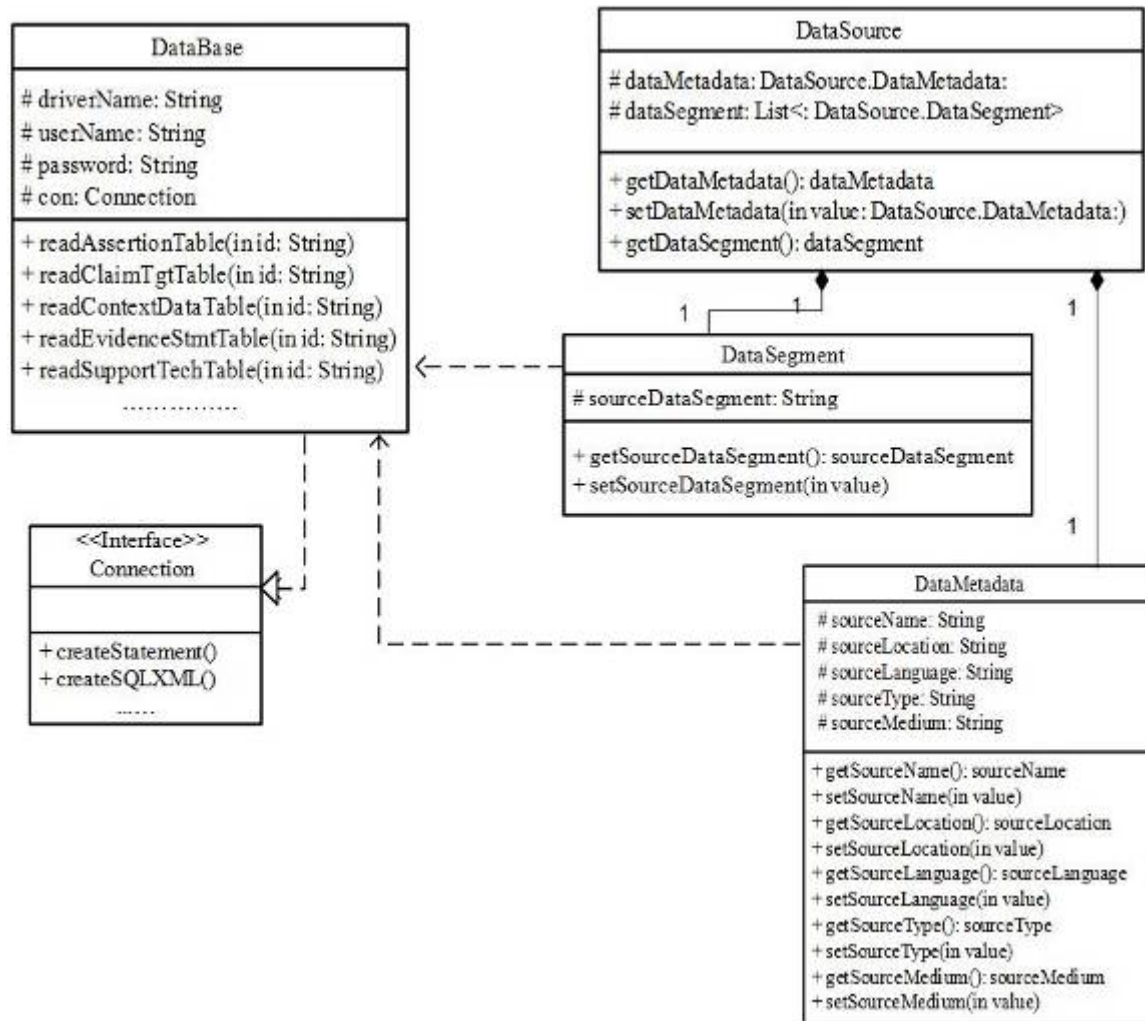 DataBase
# driverName: String
# userName: String
# password: String
# con: Connection
+ readAssertionTable(in id: String)
+ readClaimTgtTable(in id: String)
+ readContextDataTable(in id: String)
+ readEvidenceStmtTable(in id: String)
+ readSupportTechTable(in id: String)
...............
DataSource
# dataMetadata: DataSource.DataMetadata:
# dataSegment: List<: DataSource.DataSegment>
+ getDataMetadata(): dataMetadata
+ setDataMetadata(in value: DataSource.DataMetadata:)
+ getDataSegment(): dataSegment
1
1
1
DataSegment
# sourceDataSegment: String
+ getSourceDataSegment(): sourceDataSegment
+ setSourceDataSegment(in value)
1
<<Interface>>
Connection
+ createStatement()
+ createSQLXML()
......
DataMetadata
# sourceName: String
# sourceLocation: String
# sourceLanguage: String
# sourceType: String
# sourceMedium: String
+ getSourceName(): sourceName
+ setSourceName(in value)
+ getSourceLocation(): sourceLocation
+ setSourceLocation(in value)
+ getSourceLanguage(): sourceLanguage
+ setSourceLanguage(in value)
+ getSourceType(): sourceType
+ setSourceType(in value)
+ getSourceMedium(): sourceMedium
+ setSourceMedium(in value)